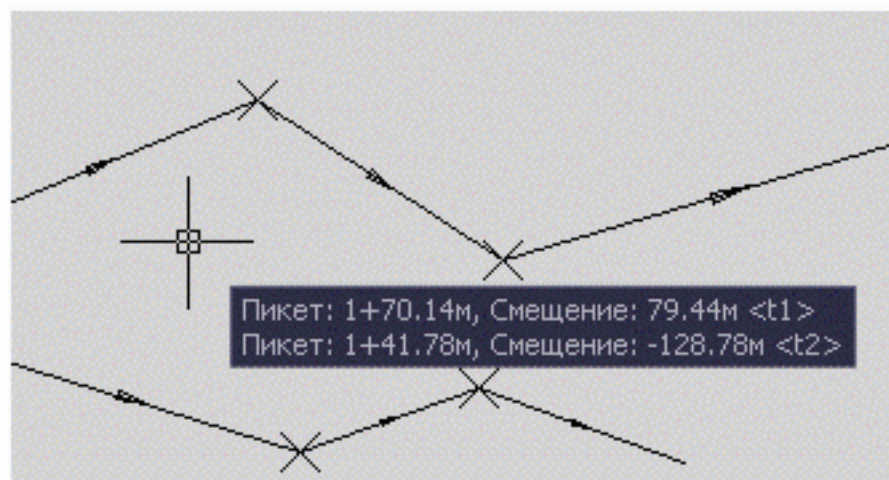 Пикет: 1+70.14м, Смещение: 79.44м <t1>
Пикет: 1+41.78м, Смещение: -128.78м <t2>